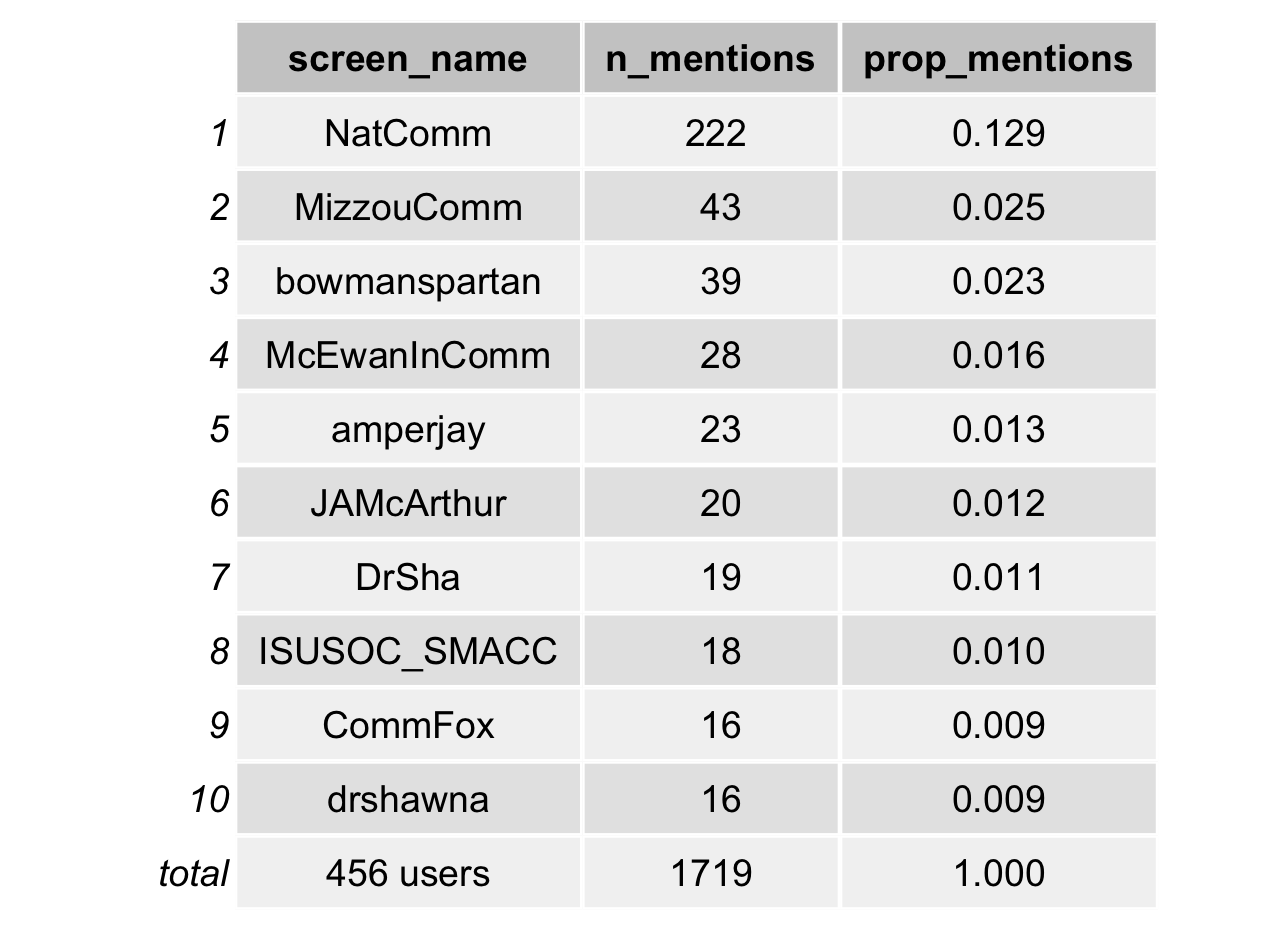 screen_name n_mentions prop_mentions
1 NatComm 222 0.129
2 MizzouComm 43 0.025
3 bowmanspartan 39 0.023
4 McEwanInComm 28 0.016
5 amperjay 23 0.013
6 JAMcArthur 20 0.012
7 DrSha 19 0.011
8 ISUSOC_SMACC 18 0.010
9 CommFox 16 0.009
10 drshawna 16 0.009
total 456 users 1719 1.000